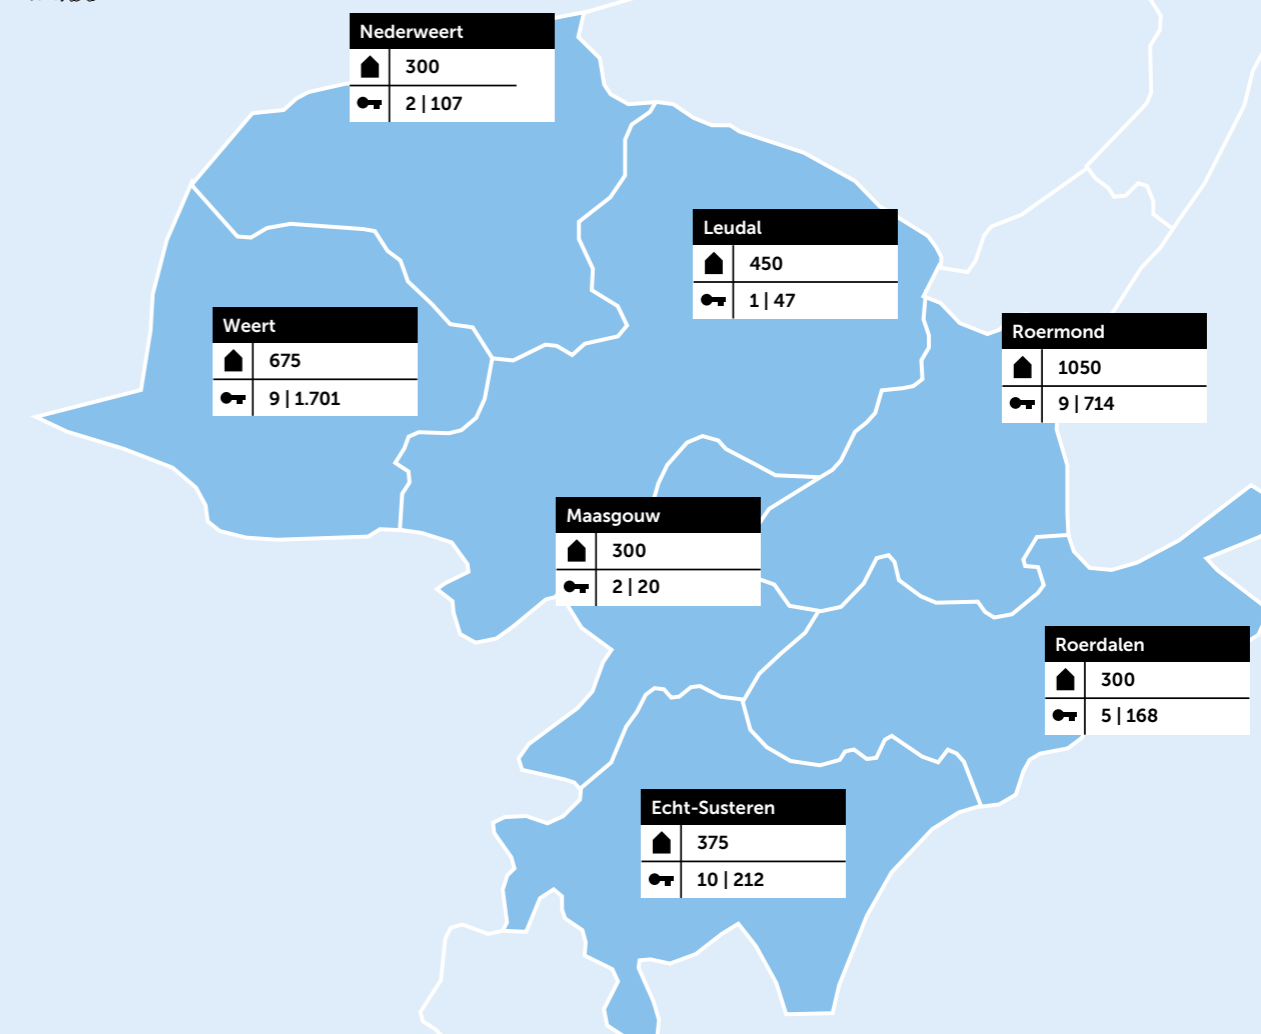 Nederweert
300
2 | 107
Leudal
450
1 | 47
Weert
675
9 | 1.701
Roermond
1050
9 | 714
Maasgouw
300
2 | 20
Roerdalen
300
5 | 168
Echt-Susteren
375
10 | 212